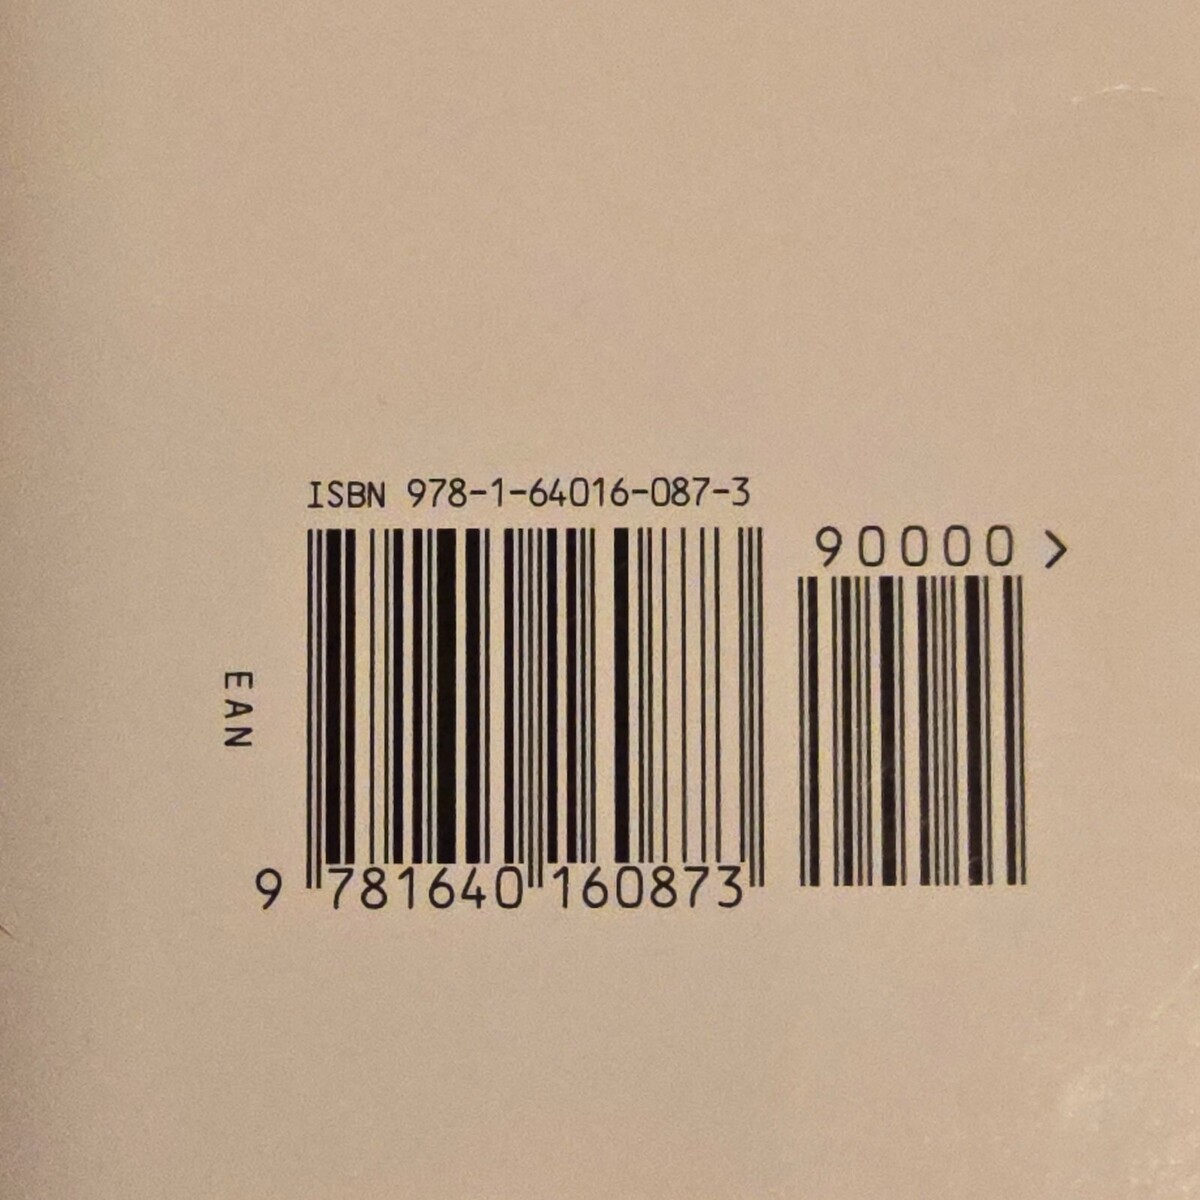 ISBN 978-1-64016-087-3
90000 >
EAN
9 781640 160873